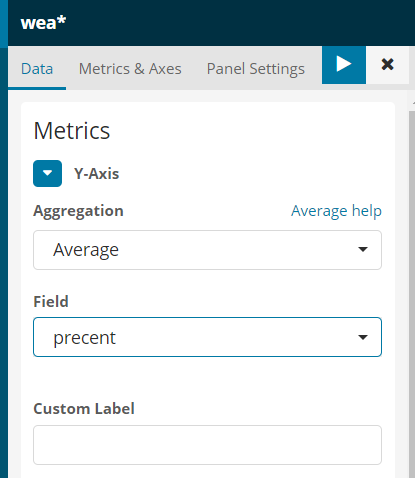 wea*
Data Metrics & Axes Panel Settings
Metrics
Y-Axis
Aggregation Average help
Average
Field
precent
Custom Label